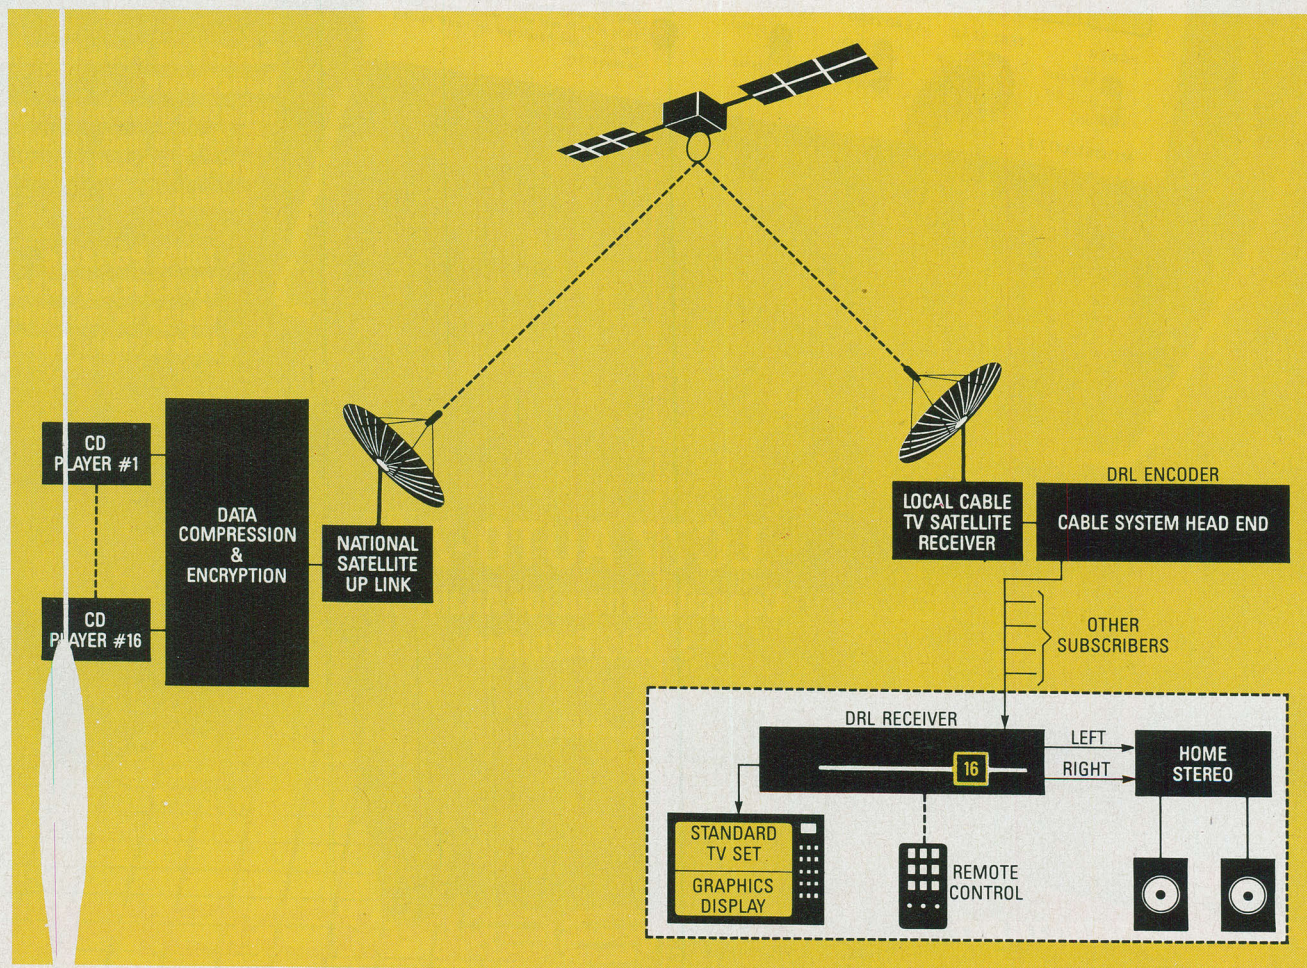 CD
PLAYER #1
DATA
COMPRESSION
&
ENCRYPTION
CD
PLAYER #16
NATIONAL
SATELLITE
UP LINK
LOCAL CABLE
TV SATELLITE
RECEIVER
DRL ENCODER
CABLE SYSTEM HEAD END
OTHER
SUBSCRIBERS
DRL RECEIVER
16
LEFT
RIGHT
HOME
STEREO
STANDARD
TV SET
GRAPHICS
DISPLAY
REMOTE
CONTROL